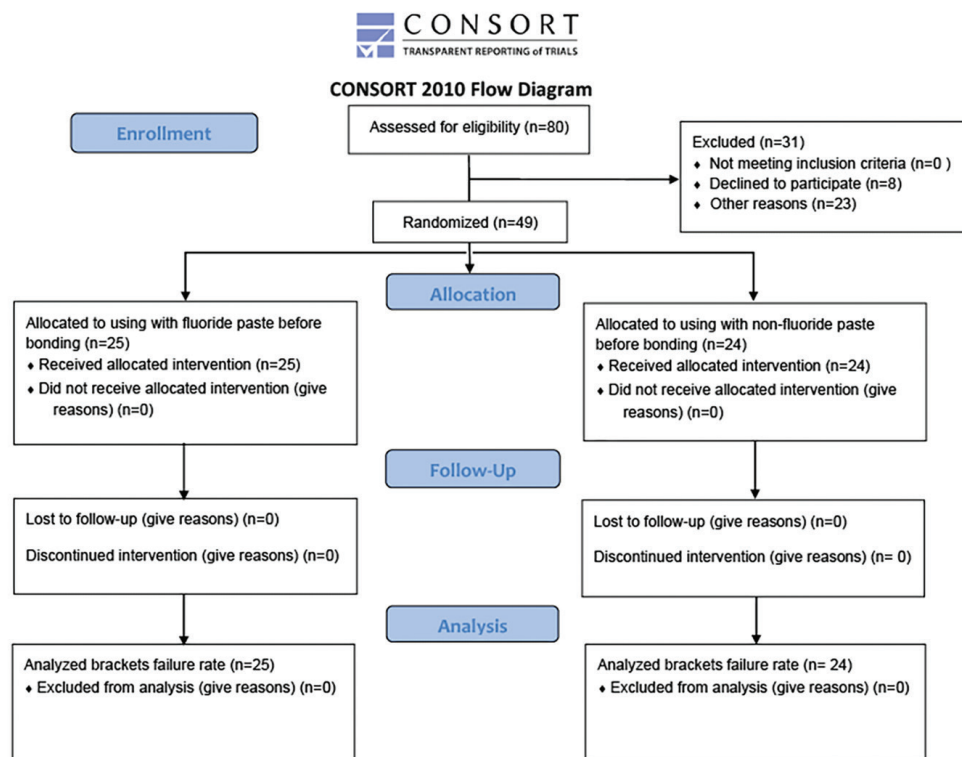 CONSORT
TRANSPARENT REPORTING of TRIALS
CONSORT 2010 Flow Diagram
Enrollment
Assessed for eligibility (n=80)
Excluded (n=31)
♦ Not meeting inclusion criteria (n=0 )
♦ Declined to participate (n=8)
♦ Other reasons (n=23)
Randomized (n=49)
Allocation
Allocated to using with fluoride paste before
bonding (n=25)
♦ Received allocated intervention (n=25)
♦ Did not receive allocated intervention (give
reasons) (n=0)
Allocated to using with non-fluoride paste
before bonding (n=24)
♦ Received allocated intervention (n=24)
♦ Did not receive allocated intervention (give
reasons) (n=0)
Follow-Up
Lost to follow-up (give reasons) (n=0)
Discontinued intervention (give reasons) (n=0)
Lost to follow-up (give reasons) (n=0)
Discontinued intervention (give reasons) (n= 0)
Analysis
Analyzed brackets failure rate (n=25)
♦ Excluded from analysis (give reasons) (n=0)
Analyzed brackets failure rate (n= 24)
♦ Excluded from analysis (give reasons) (n=0)